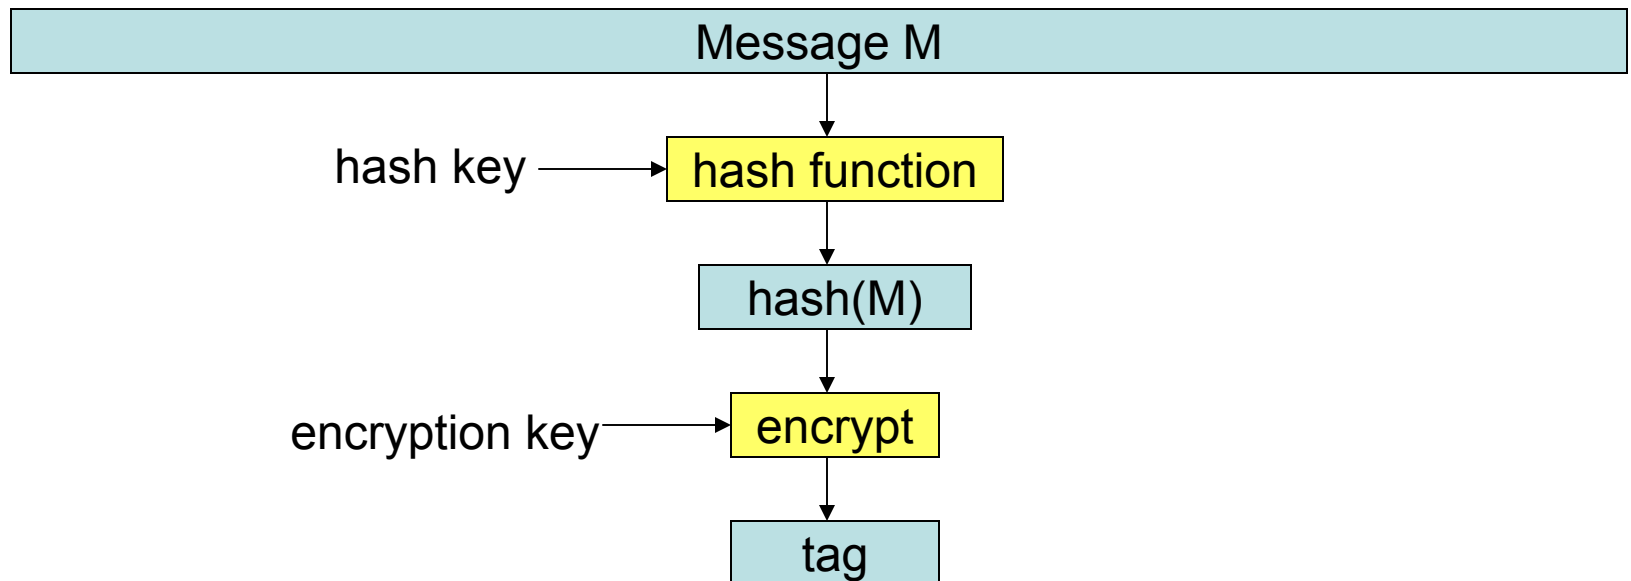 Message M
hash key
hash function
hash(M)
encryption key
encrypt
tag